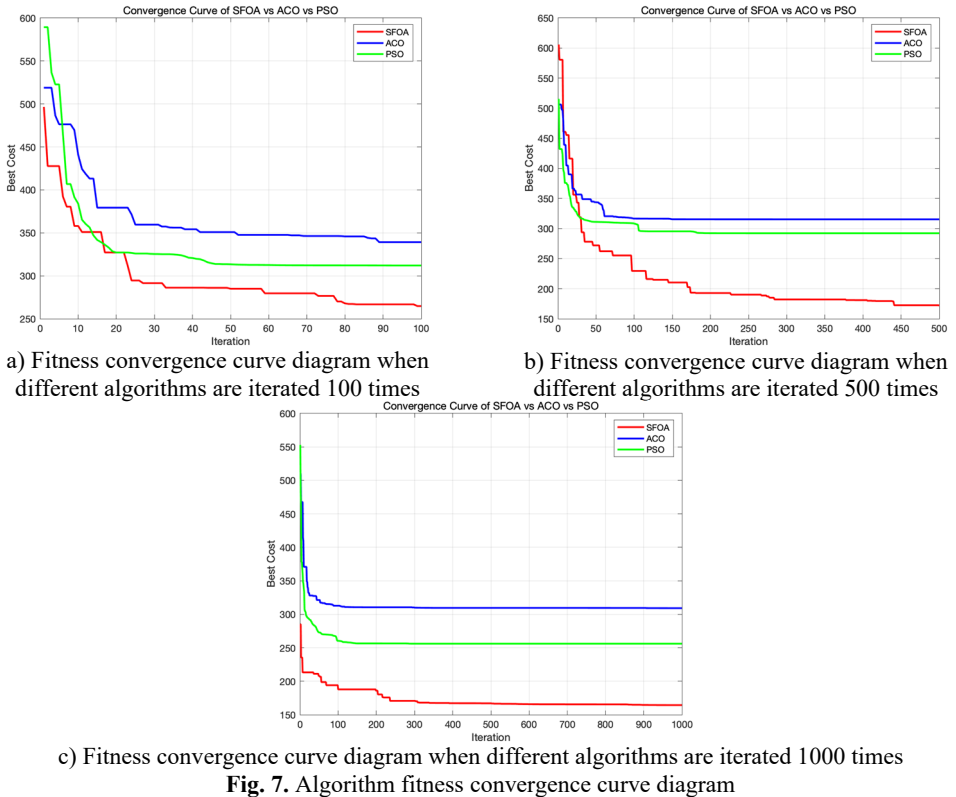 Convergence Curve of SFOA vs ACO vs PSO
600
550
500
450
400
350
300
250
Best Cost
SFOA
ACO
PSO
0 10 20 30 40 50 60 70 80 90 100
Iteration
a) Fitness convergence curve diagram when
different algorithms are iterated 100 times
Convergence Curve of SFOA vs ACO vs PSO
650
600
550
500
450
400
350
300
250
200
150
Best Cost
SFOA
ACO
PSO
0 50 100 150 200 250 300 350 400 450 500
Iteration
b) Fitness convergence curve diagram when
different algorithms are iterated 500 times
Convergence Curve of SFOA vs ACO vs PSO
600
550
500
450
400
350
300
250
200
150
Best Cost
SFOA
ACO
PSO
0 100 200 300 400 500 600 700 800 900 1000
Iteration
c) Fitness convergence curve diagram when different algorithms are iterated 1000 times
Fig. 7. Algorithm fitness convergence curve diagram